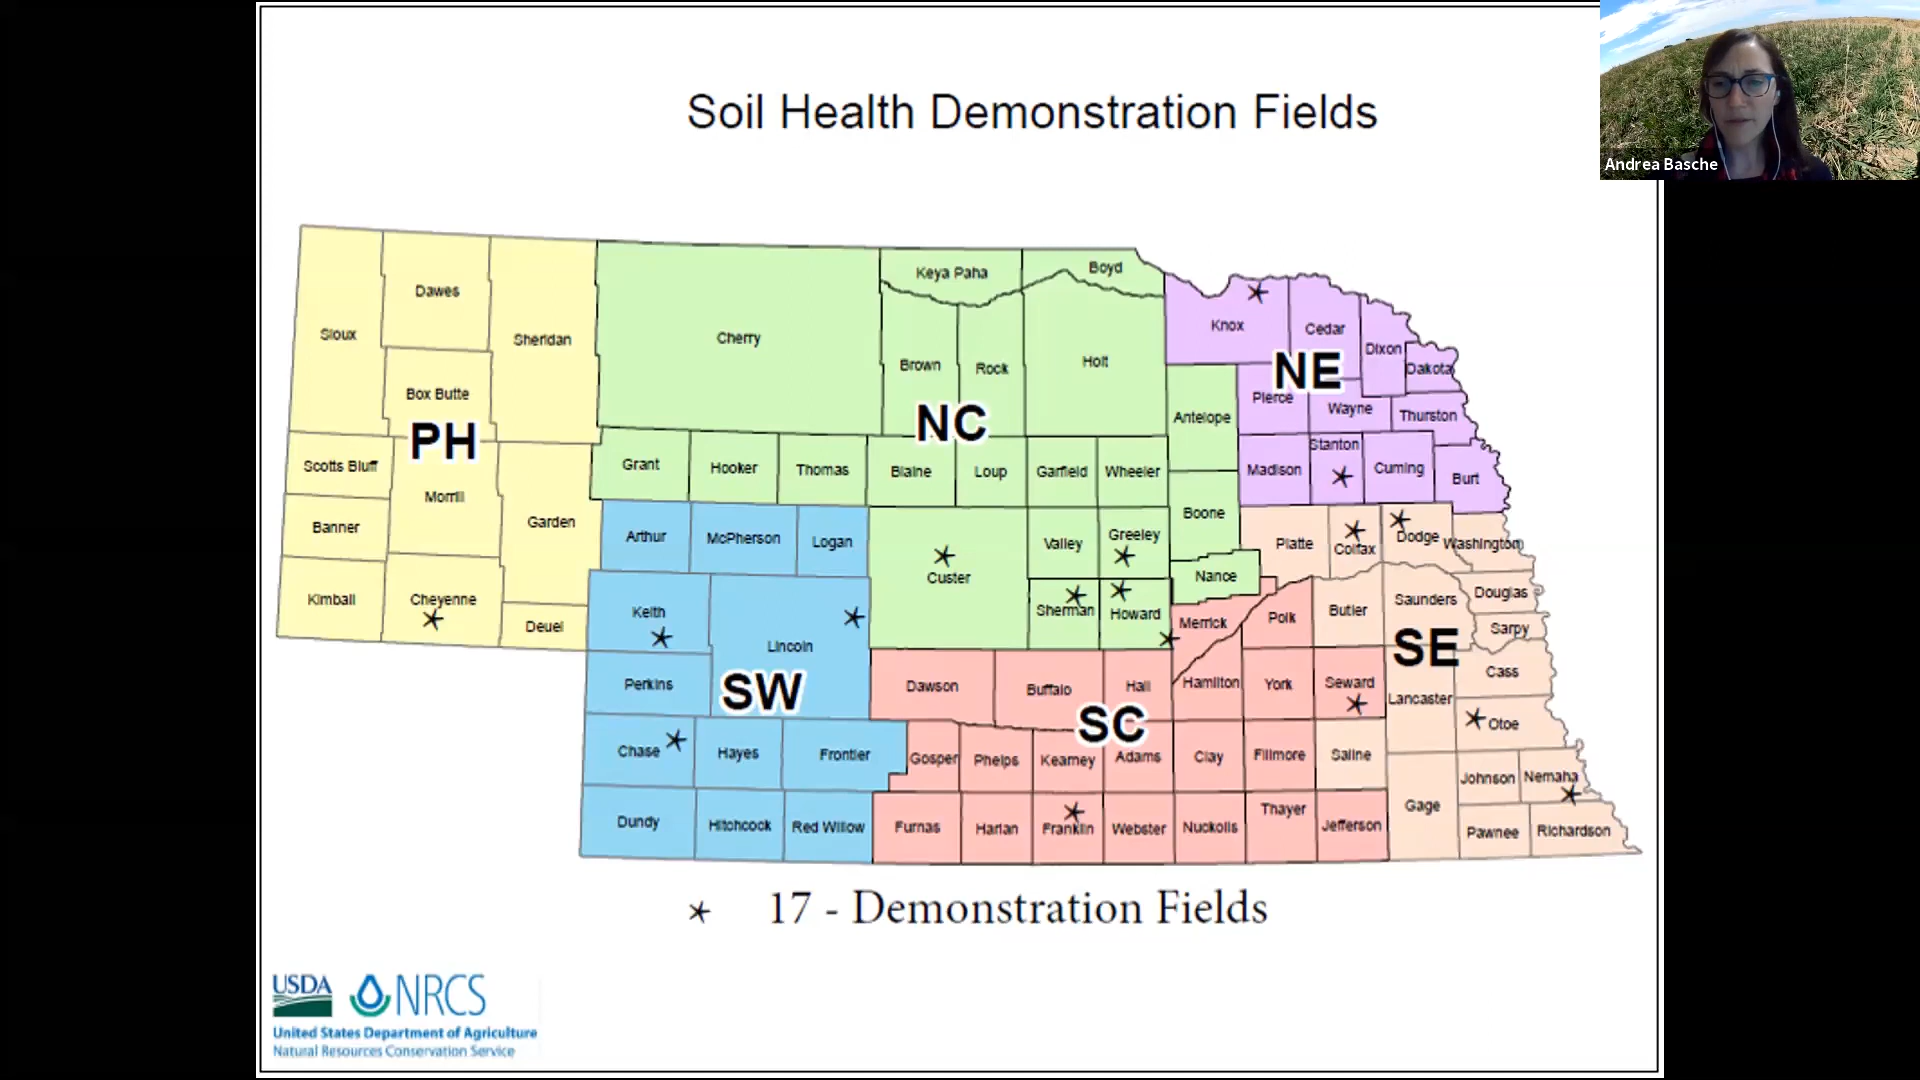 Soil Health Demonstration Fields
Andrea Basche
Keya Paha
Boyd
Dawes
Sioux
Sheridan
Cherry
Knox
Cedar
Dixon
Brown
Rock
Holt
Dakota
NE
Box Butte
Pierce
Wayne
Thurston
Antelope
NC
PH
Stanton
Scotts Bluff
Grant
Hooker
Thomas
Blaine
Loup
Garfield
Wheeler
Madison
Cuming
Burt
Morrill
Banner
Garden
Boone
Arthur
McPherson
Logan
Valley
Greeley
Platte
Colfax
Dodge
Washington
Custer
Nance
Kimball
Cheyenne
Deuel
Keith
Lincoln
Sherman
Howard
Merrick
Polk
Butler
Saunders
Douglas
Sarpy
SE
Perkins
SW
Dawson
Buffalo
Hall
Hamilton
York
Seward
Lancaster
Cass
SC
Otoe
Chase
Hayes
Frontier
Gosper
Phelps
Kearney
Adams
Clay
Fillmore
Saline
Johnson
Nemaha
Gage
Dundy
Hitchcock
Red Willow
Furnas
Harlan
Franklin
Webster
Nuckolls
Thayer
Jefferson
Pawnee
Richardson
17 - Demonstration Fields
USDA NRCS
United States Department of Agriculture
Natural Resources Conservation Service